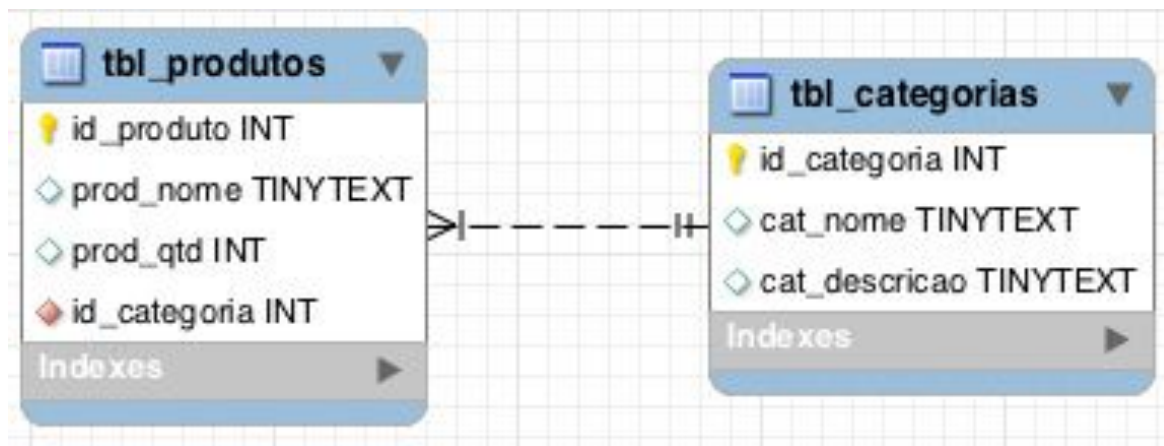 tbl_produtos
id_produto INT
prod_nome TINYTEXT
prod_qtd INT
id_categoria INT
Indexes
tbl_categorias
id_categoria INT
cat_nome TINYTEXT
cat_descricao TINYTEXT
Indexes